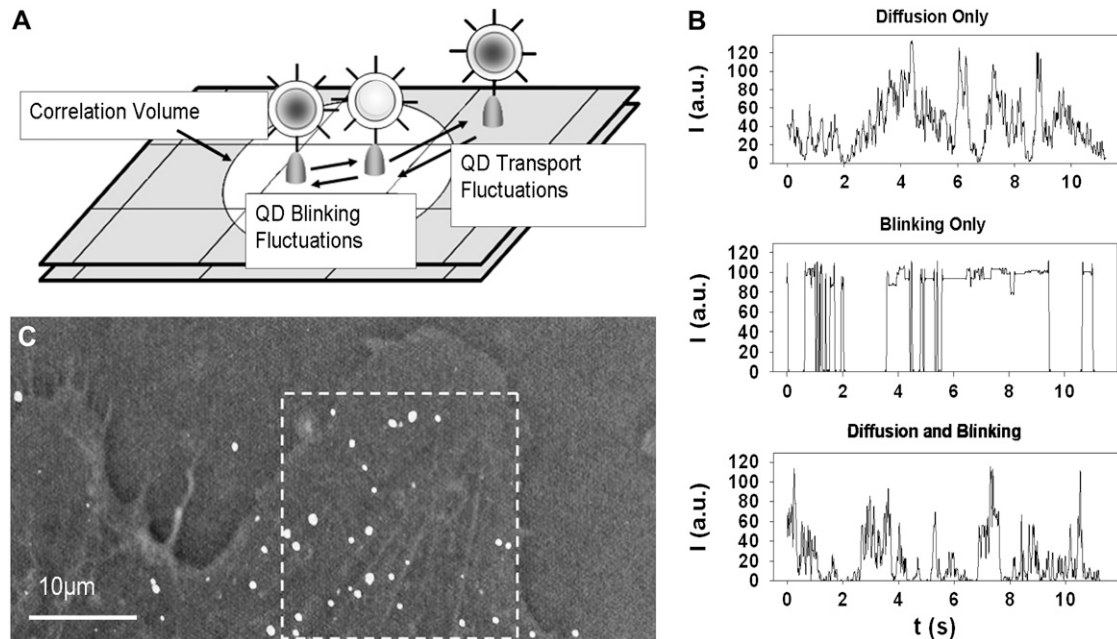 A
Correlation Volume
QD Transport
Fluctuations
QD Blinking
Fluctuations
B
Diffusion Only
I (a.u.)
120
100
80
60
40
20
0
0 2 4 6 8 10
Blinking Only
I (a.u.)
120
100
80
60
40
20
0
0 2 4 6 8 10
Diffusion and Blinking
I (a.u.)
120
100
80
60
40
20
0
0 2 4 6 8 10
t (s)
C
10µm